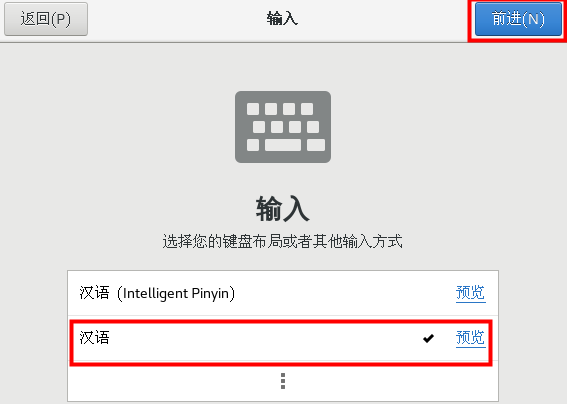 返回(P) 输入 前进(N)
输入
选择您的键盘布局或者其他输入方式
汉语 (Intelligent Pinyin) 预览
汉语 预览